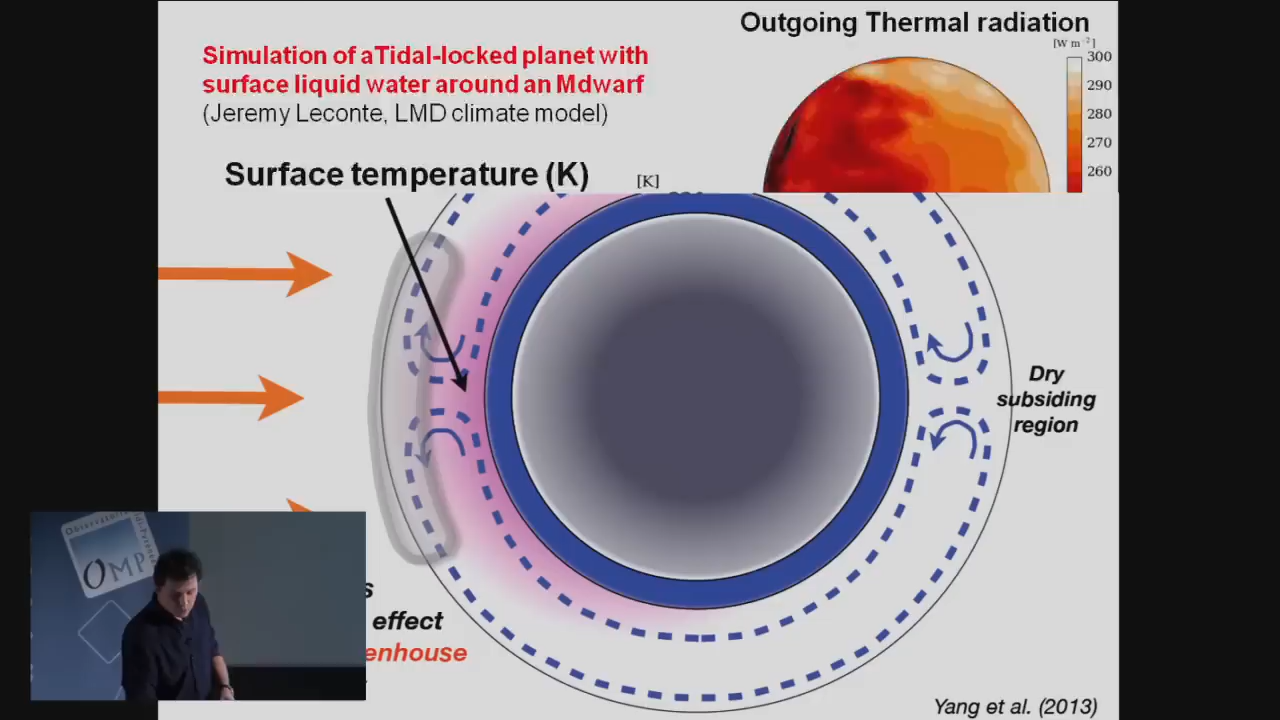 Outgoing Thermal radiation
[W m⁻²]
300
290
280
270
260
Simulation of aTidal-locked planet with
surface liquid water around an Mdwarf
(Jeremy Leconte, LMD climate model)
Surface temperature (K)
[K]
Dry
subsiding
region
OMP
s
effect
enhouse
Yang et al. (2013)